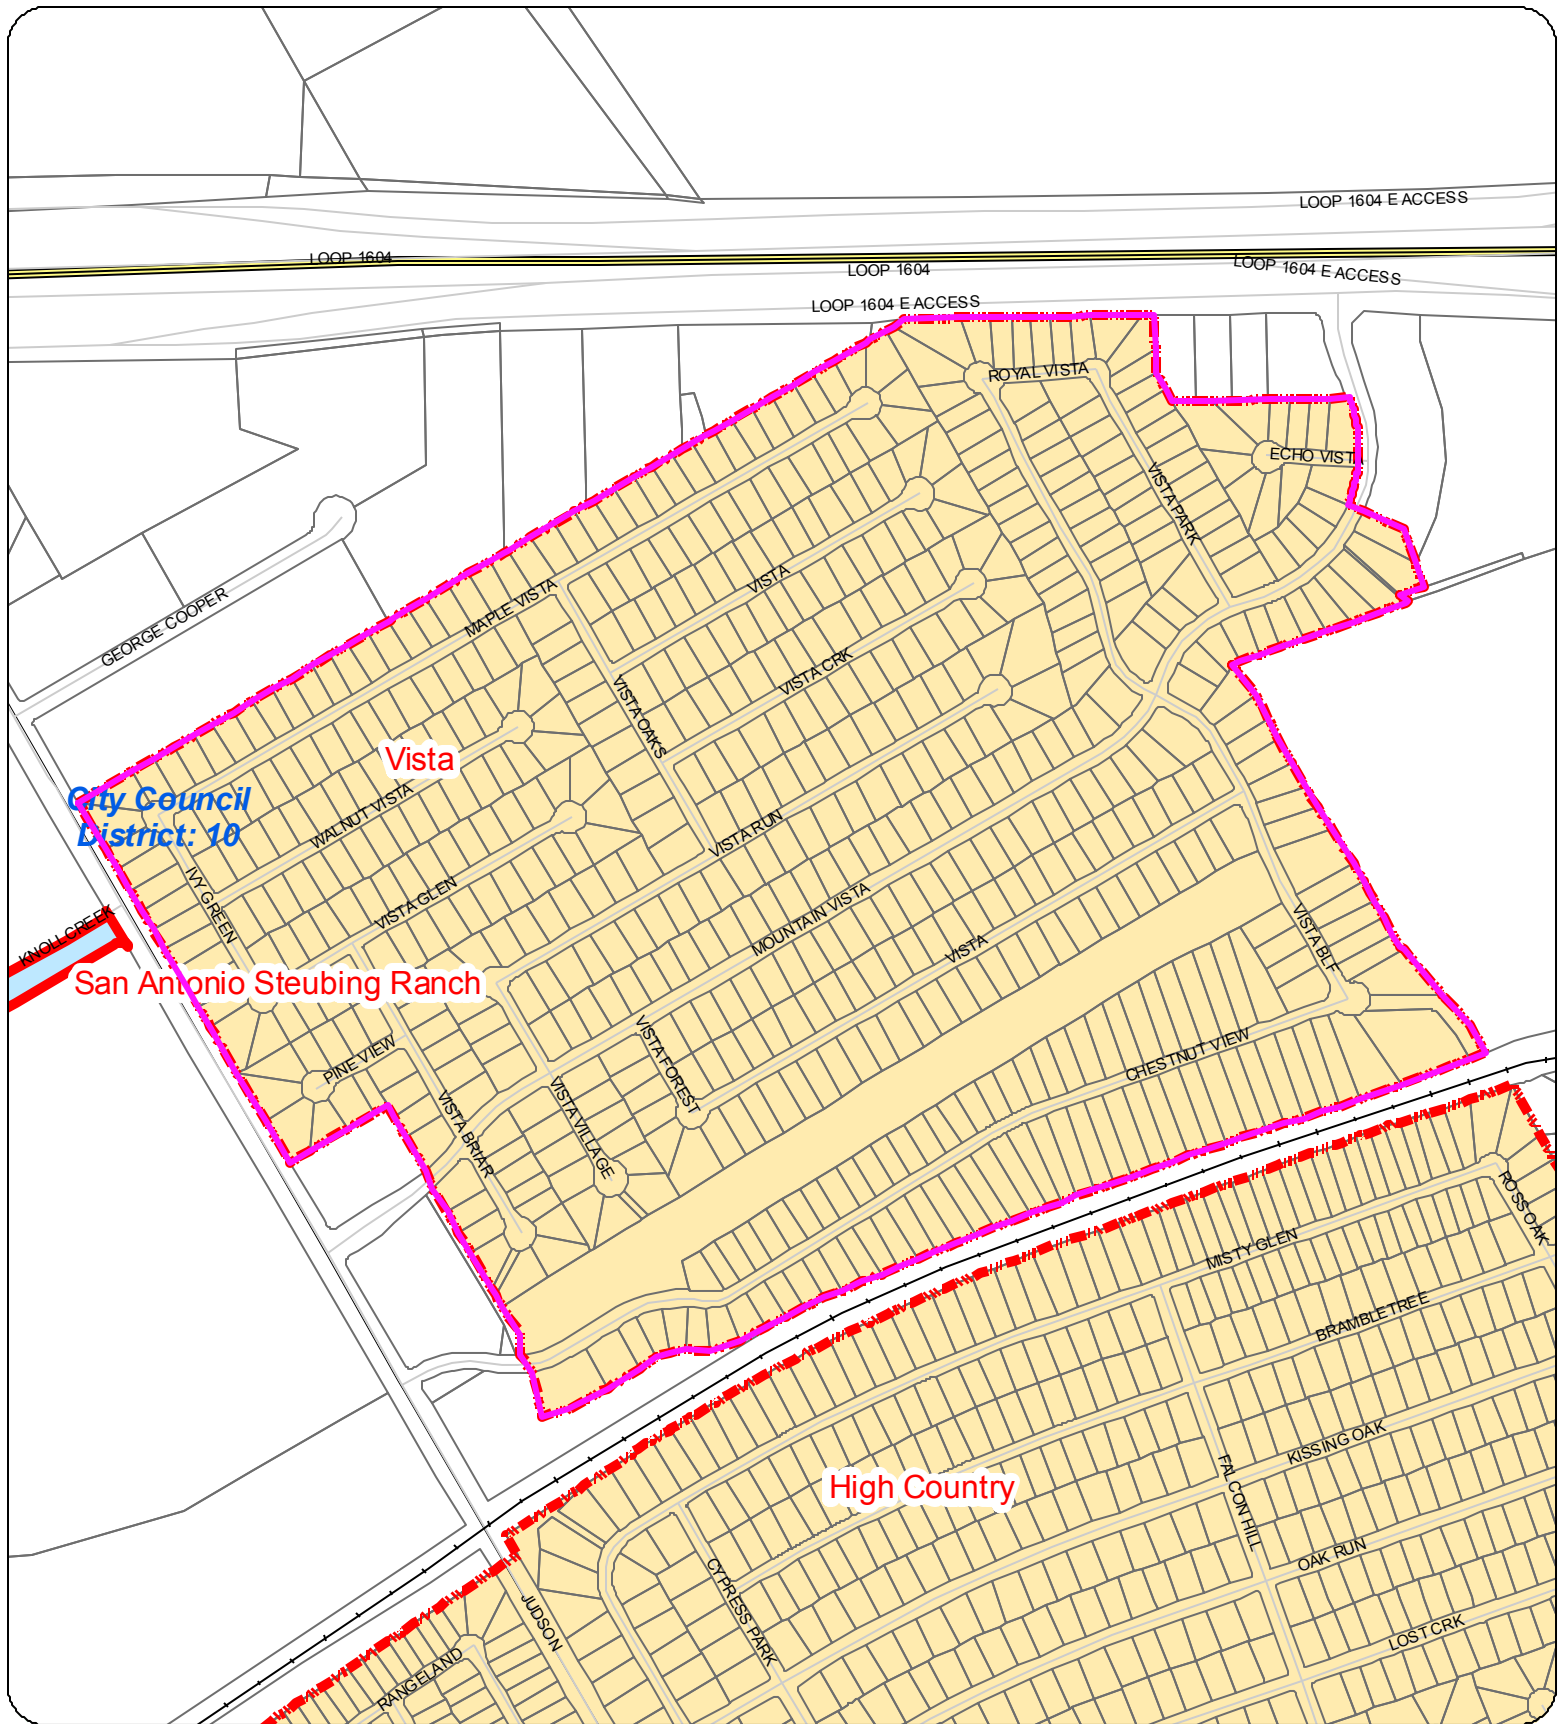 LOOP 1604 E ACCESS
LOOP 1604
LOOP 1604
LOOP 1604 E ACCESS
LOOP 1604 E ACCESS
ROYAL VISTA
ECHO VISTA
VISTA PARK
GEORGE COOPER
MAPLE VISTA
VISTA
VISTA CRK
VISTA OAKS
Vista
City Council
District: 10
WALNUT VISTA
VISTA RUN
IVY GREEN
VISTA GLEN
MOUNTAIN VISTA
VISTA
VISTA BLF
KNOLLCREEK
San Antonio Steubing Ranch
PINE VIEW
VISTA FOREST
CHESTNUT VIEW
VISTA BRIAR
VISTA VILLAGE
ROSS OAK
MISTY GLEN
BRAMBLETREE
KISSING OAK
High Country
FALCON HILL
OAK RUN
CYPRESS PARK
JUDSON
LOST CRK
RANGELAND